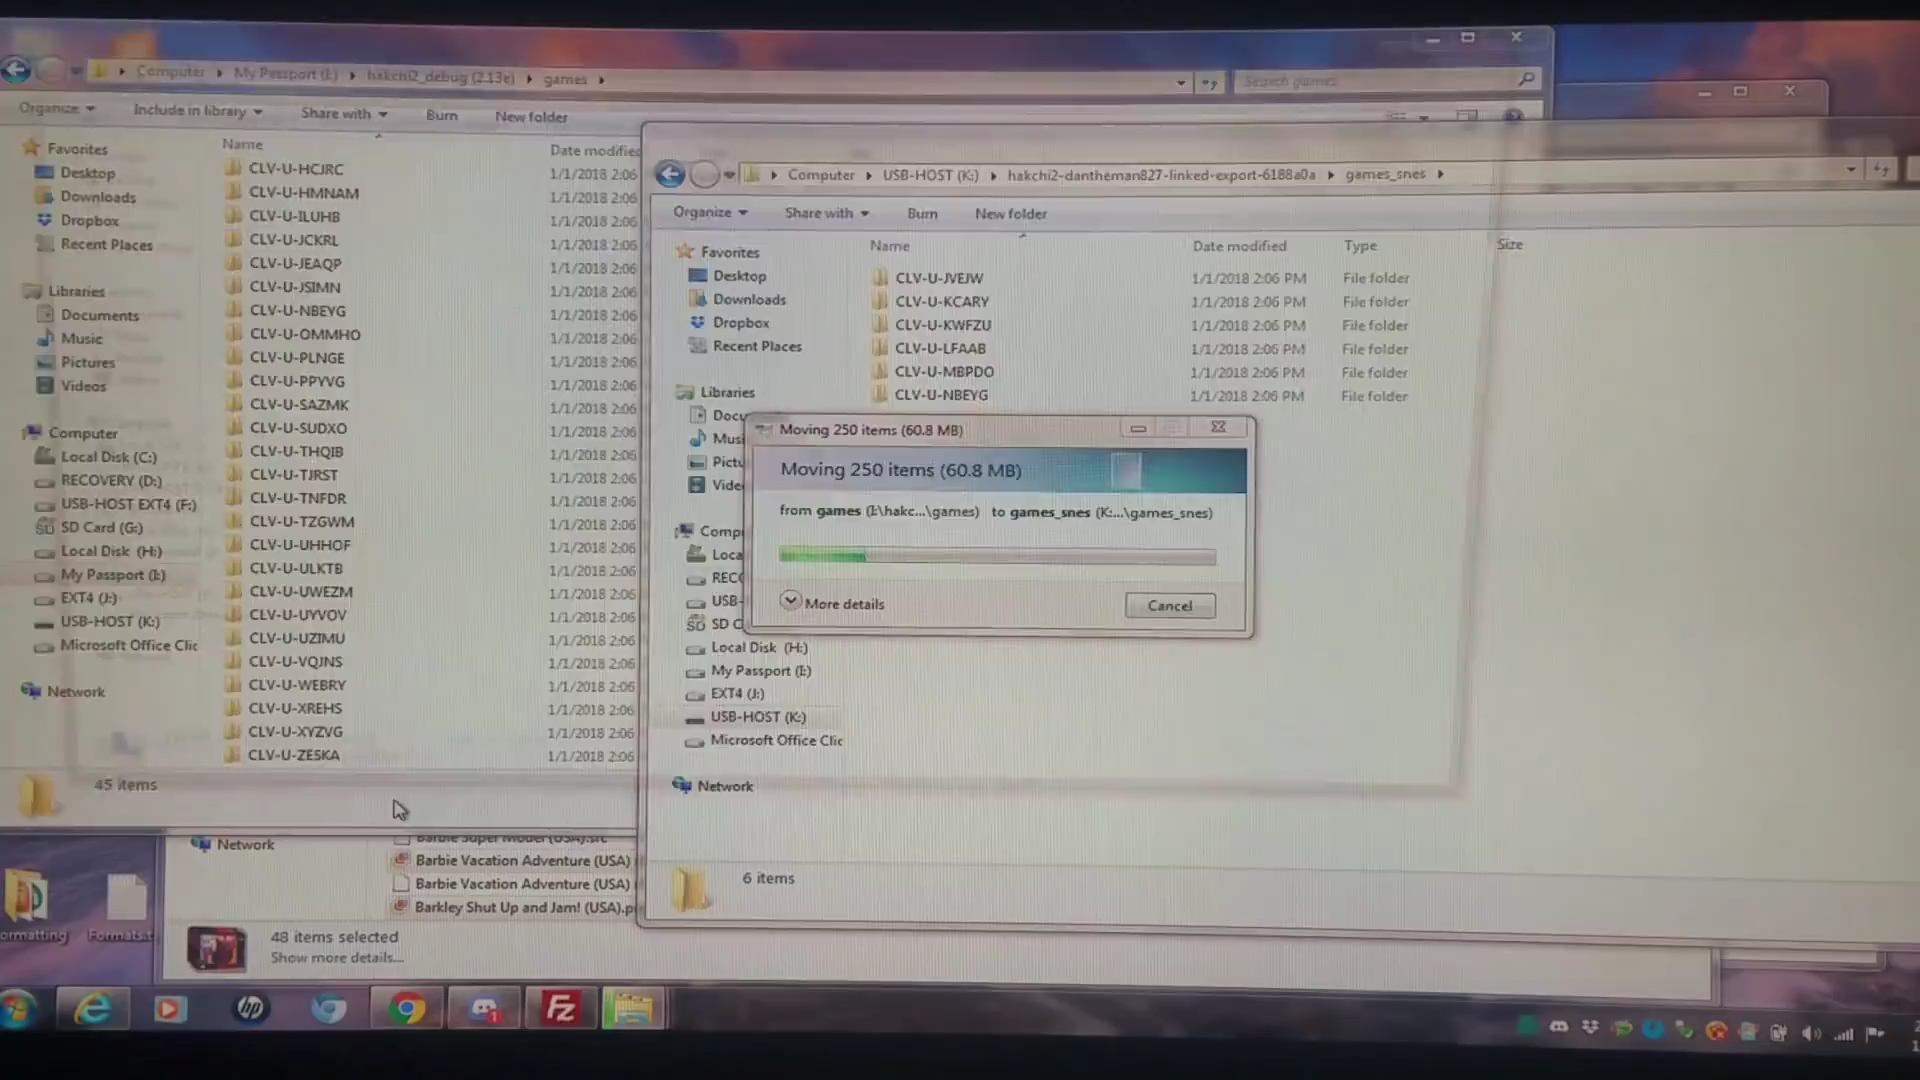 Computer ▸ My Passport (I:) ▸ hakchi2_debug (2.13e) ▸ games ▸
Search games
Organize Include in library Share with Burn New folder
Favorites
Desktop
Downloads
Dropbox
Recent Places
Libraries
Documents
Music
Pictures
Videos
Computer
Local Disk (C:)
RECOVERY (D:)
USB-HOST EXT4 (F:)
SD Card (G:)
Local Disk (H:)
My Passport (I:)
EXT4 (J:)
USB-HOST (K:)
Microsoft Office Clic
Network
Name Date modified
CLV-U-HCJRC 1/1/2018 2:06
CLV-U-HMNAM 1/1/2018 2:06
CLV-U-ILUHB 1/1/2018 2:06
CLV-U-JCKRL 1/1/2018 2:06
CLV-U-JEAQP 1/1/2018 2:06
CLV-U-JSIMN 1/1/2018 2:06
CLV-U-NBEYG 1/1/2018 2:06
CLV-U-OMMHO 1/1/2018 2:06
CLV-U-PLNGE 1/1/2018 2:06
CLV-U-PPYVG 1/1/2018 2:06
CLV-U-SAZMK 1/1/2018 2:06
CLV-U-SUDXO 1/1/2018 2:06
CLV-U-THQIB 1/1/2018 2:06
CLV-U-TJRST 1/1/2018 2:06
CLV-U-TNFDR 1/1/2018 2:06
CLV-U-TZGWM 1/1/2018 2:06
CLV-U-UHHOF 1/1/2018 2:06
CLV-U-ULKTB 1/1/2018 2:06
CLV-U-UWEZM 1/1/2018 2:06
CLV-U-UYVOV 1/1/2018 2:06
CLV-U-UZIMU 1/1/2018 2:06
CLV-U-VQJNS 1/1/2018 2:06
CLV-U-WEBRY 1/1/2018 2:06
CLV-U-XREHS 1/1/2018 2:06
CLV-U-XYZVG 1/1/2018 2:06
CLV-U-ZESKA 1/1/2018 2:06
45 items
Computer ▸ USB-HOST (K:) ▸ hakchi2-dantheman827-linked-export-6188a0a ▸ games_snes ▸
Organize Share with Burn New folder
Favorites
Desktop
Downloads
Dropbox
Recent Places
Libraries
Docu
Musi
Pictu
Vide
Compu
Loca
RECO
USB-
SD C
Local Disk (H:)
My Passport (I:)
EXT4 (J:)
USB-HOST (K:)
Microsoft Office Clic
Network
Name Date modified Type Size
CLV-U-JVEJW 1/1/2018 2:06 PM File folder
CLV-U-KCARY 1/1/2018 2:06 PM File folder
CLV-U-KWFZU 1/1/2018 2:06 PM File folder
CLV-U-LFAAB 1/1/2018 2:06 PM File folder
CLV-U-MBPDO 1/1/2018 2:06 PM File folder
CLV-U-NBEYG 1/1/2018 2:06 PM File folder
6 items
Moving 250 items (60.8 MB)
Moving 250 items (60.8 MB)
from games (I:\hakc...\games) to games_snes (K:...\games_snes)
More details
Cancel
Network
Barbie Super Model (USA).sfc
Barbie Vacation Adventure (USA)
Barbie Vacation Adventure (USA)
Barkley Shut Up and Jam! (USA).p
48 items selected
Show more details...
ormatting Formats.t
hp
Fz